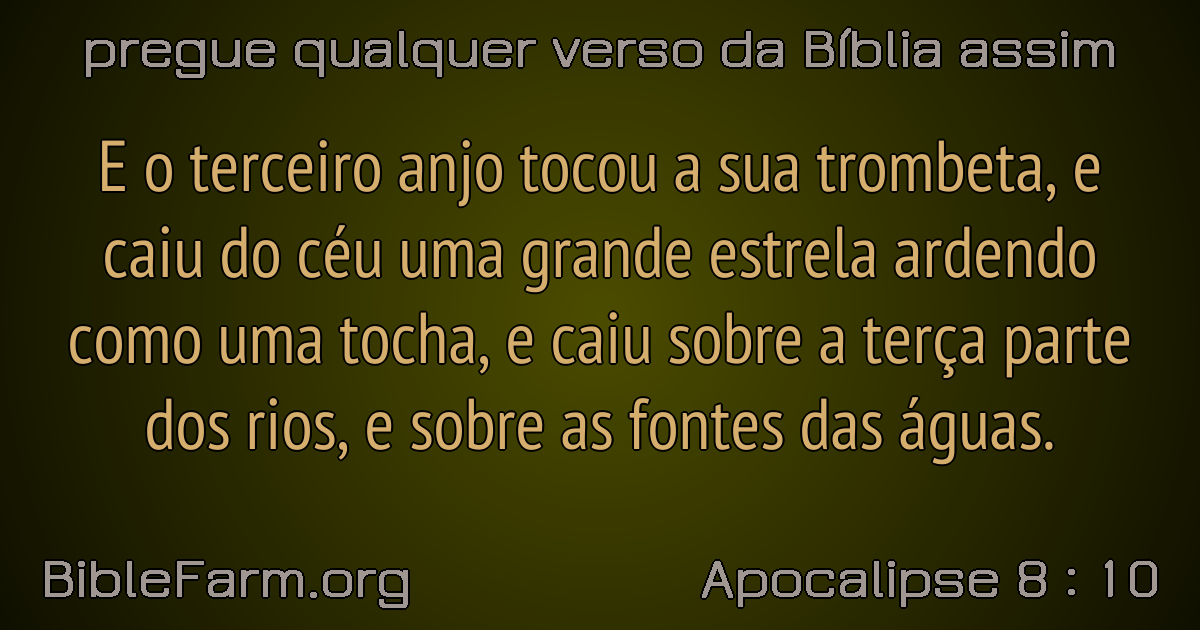 pregue qualquer verso da Bíblia assim
E o terceiro anjo tocou a sua trombeta, e
caiu do céu uma grande estrela ardendo
como uma tocha, e caiu sobre a terça parte
dos rios, e sobre as fontes das águas.
BibleFarm.org
Apocalipse 8 : 10